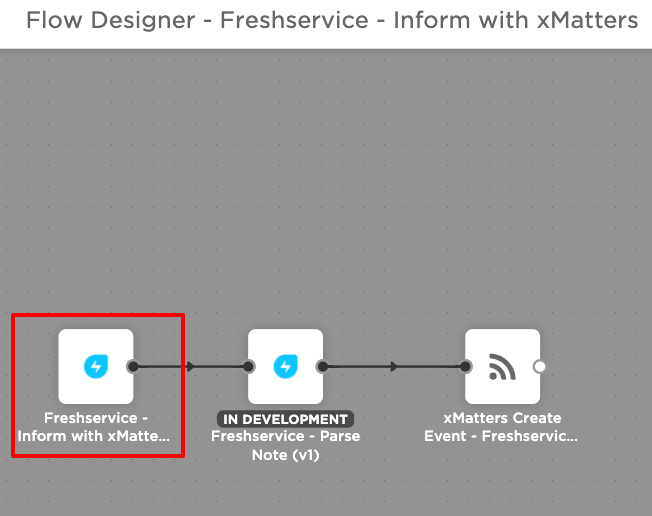 Flow Designer - Freshservice - Inform with xMatters
Freshservice -
Inform with xMatte...
IN DEVELOPMENT
Freshservice - Parse
Note (v1)
xMatters Create
Event - Freshservic...